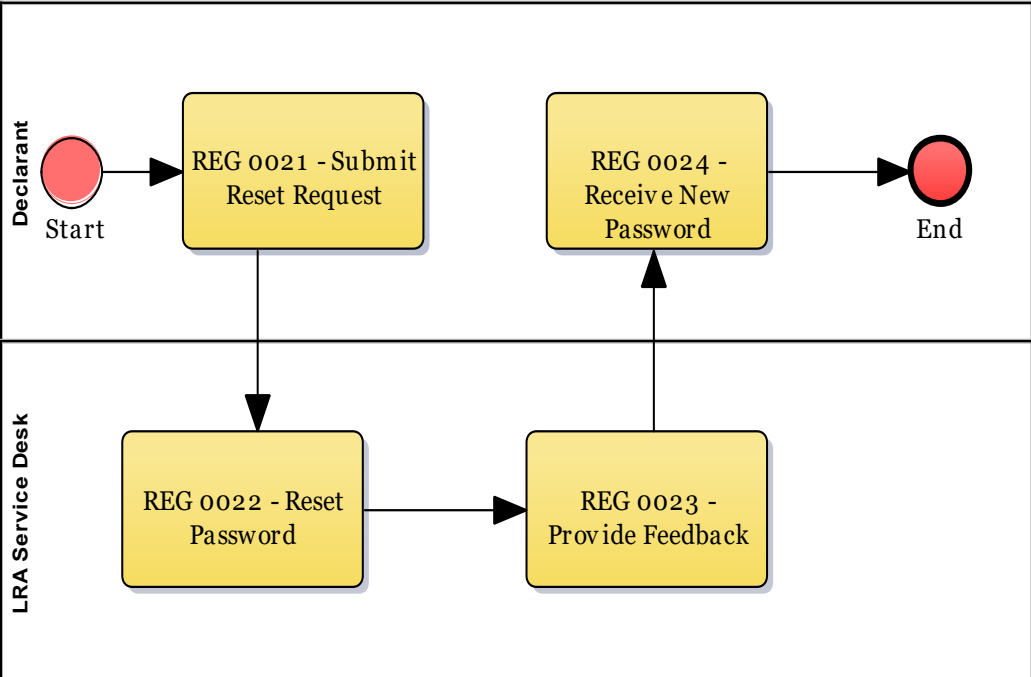 Declarant
Start
REG 0021 - Submit
Reset Request
REG 0024 -
Receive New
Password
End
LRA Service Desk
REG 0022 - Reset
Password
REG 0023 -
Provide Feedback